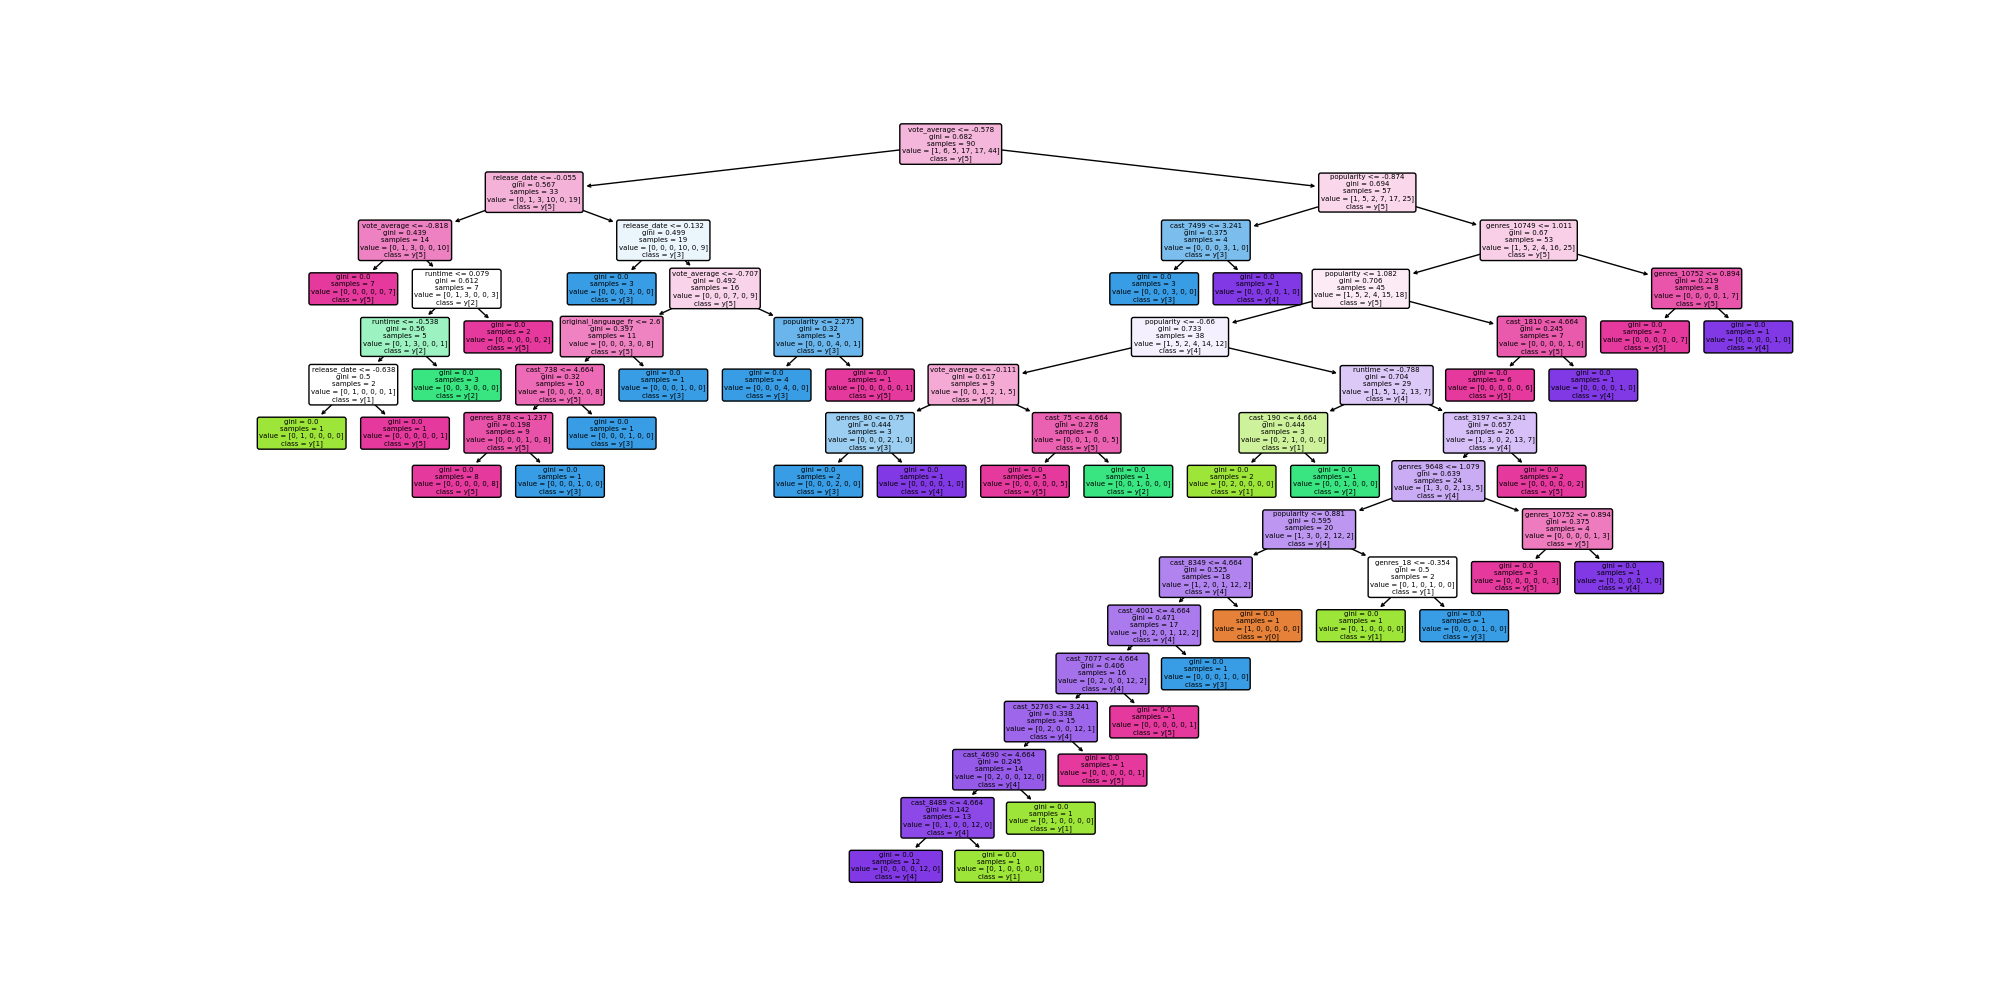 vote_average <= -0.578
gini = 0.682
samples = 90
value = [1, 6, 5, 17, 17, 44]
class = y[5]
release_date <= -0.055
gini = 0.567
samples = 33
value = [0, 1, 3, 10, 0, 19]
class = y[5]
popularity <= -0.874
gini = 0.694
samples = 57
value = [1, 5, 2, 7, 17, 25]
class = y[5]
vote_average <= -0.818
gini = 0.439
samples = 14
value = [0, 1, 3, 0, 0, 10]
class = y[5]
release_date <= 0.132
gini = 0.499
samples = 19
value = [0, 0, 0, 10, 0, 9]
class = y[3]
cast_7499 <= 3.241
gini = 0.375
samples = 4
value = [0, 0, 0, 3, 1, 0]
class = y[3]
genres_10749 <= 1.011
gini = 0.67
samples = 53
value = [1, 5, 2, 4, 16, 25]
class = y[5]
gini = 0.0
samples = 7
value = [0, 0, 0, 0, 0, 7]
class = y[5]
runtime <= 0.079
gini = 0.612
samples = 7
value = [0, 1, 3, 0, 0, 3]
class = y[2]
gini = 0.0
samples = 3
value = [0, 0, 0, 3, 0, 0]
class = y[3]
vote_average <= -0.707
gini = 0.492
samples = 16
value = [0, 0, 0, 7, 0, 9]
class = y[5]
gini = 0.0
samples = 3
value = [0, 0, 0, 3, 0, 0]
class = y[3]
gini = 0.0
samples = 1
value = [0, 0, 0, 0, 1, 0]
class = y[4]
popularity <= 1.082
gini = 0.706
samples = 45
value = [1, 5, 2, 4, 15, 18]
class = y[5]
genres_10752 <= 0.894
gini = 0.219
samples = 8
value = [0, 0, 0, 0, 1, 7]
class = y[5]
runtime <= -0.538
gini = 0.56
samples = 5
value = [0, 1, 3, 0, 0, 1]
class = y[2]
gini = 0.0
samples = 2
value = [0, 0, 0, 0, 0, 2]
class = y[5]
original_language_fr <= 2.6
gini = 0.397
samples = 11
value = [0, 0, 0, 3, 0, 8]
class = y[5]
popularity <= 2.275
gini = 0.32
samples = 5
value = [0, 0, 0, 4, 0, 1]
class = y[3]
popularity <= -0.66
gini = 0.733
samples = 38
value = [1, 5, 2, 4, 14, 12]
class = y[4]
cast_1810 <= 4.664
gini = 0.245
samples = 7
value = [0, 0, 0, 0, 1, 6]
class = y[5]
gini = 0.0
samples = 7
value = [0, 0, 0, 0, 0, 7]
class = y[5]
gini = 0.0
samples = 1
value = [0, 0, 0, 0, 1, 0]
class = y[4]
release_date <= -0.638
gini = 0.5
samples = 2
value = [0, 1, 0, 0, 0, 1]
class = y[1]
gini = 0.0
samples = 3
value = [0, 0, 3, 0, 0, 0]
class = y[2]
cast_738 <= 4.664
gini = 0.32
samples = 10
value = [0, 0, 0, 2, 0, 8]
class = y[5]
gini = 0.0
samples = 1
value = [0, 0, 0, 1, 0, 0]
class = y[3]
gini = 0.0
samples = 4
value = [0, 0, 0, 4, 0, 0]
class = y[3]
gini = 0.0
samples = 1
value = [0, 0, 0, 0, 0, 1]
class = y[5]
vote_average <= -0.111
gini = 0.617
samples = 9
value = [0, 0, 1, 2, 1, 5]
class = y[5]
runtime <= -0.788
gini = 0.704
samples = 29
value = [1, 5, 1, 2, 13, 7]
class = y[4]
gini = 0.0
samples = 6
value = [0, 0, 0, 0, 0, 6]
class = y[5]
gini = 0.0
samples = 1
value = [0, 0, 0, 0, 1, 0]
class = y[4]
gini = 0.0
samples = 1
value = [0, 1, 0, 0, 0, 0]
class = y[1]
gini = 0.0
samples = 1
value = [0, 0, 0, 0, 0, 1]
class = y[5]
genres_878 <= 1.237
gini = 0.198
samples = 9
value = [0, 0, 0, 1, 0, 8]
class = y[5]
gini = 0.0
samples = 1
value = [0, 0, 0, 1, 0, 0]
class = y[3]
genres_80 <= 0.75
gini = 0.444
samples = 3
value = [0, 0, 0, 2, 1, 0]
class = y[3]
cast_75 <= 4.664
gini = 0.278
samples = 6
value = [0, 0, 1, 0, 0, 5]
class = y[5]
cast_190 <= 4.664
gini = 0.444
samples = 3
value = [0, 2, 1, 0, 0, 0]
class = y[1]
cast_3197 <= 3.241
gini = 0.657
samples = 26
value = [1, 3, 0, 2, 13, 7]
class = y[4]
gini = 0.0
samples = 8
value = [0, 0, 0, 0, 0, 8]
class = y[5]
gini = 0.0
samples = 1
value = [0, 0, 0, 1, 0, 0]
class = y[3]
gini = 0.0
samples = 2
value = [0, 0, 0, 2, 0, 0]
class = y[3]
gini = 0.0
samples = 1
value = [0, 0, 0, 0, 1, 0]
class = y[4]
gini = 0.0
samples = 5
value = [0, 0, 0, 0, 0, 5]
class = y[5]
gini = 0.0
samples = 1
value = [0, 0, 1, 0, 0, 0]
class = y[2]
gini = 0.0
samples = 2
value = [0, 2, 0, 0, 0, 0]
class = y[1]
gini = 0.0
samples = 1
value = [0, 0, 1, 0, 0, 0]
class = y[2]
genres_9648 <= 1.079
gini = 0.639
samples = 24
value = [1, 3, 0, 2, 13, 5]
class = y[4]
gini = 0.0
samples = 2
value = [0, 0, 0, 0, 0, 2]
class = y[5]
popularity <= 0.881
gini = 0.595
samples = 20
value = [1, 3, 0, 2, 12, 2]
class = y[4]
genres_10752 <= 0.894
gini = 0.375
samples = 4
value = [0, 0, 0, 0, 1, 3]
class = y[5]
cast_8349 <= 4.664
gini = 0.525
samples = 18
value = [1, 2, 0, 1, 12, 2]
class = y[4]
genres_18 <= -0.354
gini = 0.5
samples = 2
value = [0, 1, 0, 1, 0, 0]
class = y[1]
gini = 0.0
samples = 3
value = [0, 0, 0, 0, 0, 3]
class = y[5]
gini = 0.0
samples = 1
value = [0, 0, 0, 0, 1, 0]
class = y[4]
cast_4001 <= 4.664
gini = 0.471
samples = 17
value = [0, 2, 0, 1, 12, 2]
class = y[4]
gini = 0.0
samples = 1
value = [1, 0, 0, 0, 0, 0]
class = y[0]
gini = 0.0
samples = 1
value = [0, 1, 0, 0, 0, 0]
class = y[1]
gini = 0.0
samples = 1
value = [0, 0, 0, 1, 0, 0]
class = y[3]
cast_7077 <= 4.664
gini = 0.406
samples = 16
value = [0, 2, 0, 0, 12, 2]
class = y[4]
gini = 0.0
samples = 1
value = [0, 0, 0, 1, 0, 0]
class = y[3]
cast_52763 <= 3.241
gini = 0.338
samples = 15
value = [0, 2, 0, 0, 12, 1]
class = y[4]
gini = 0.0
samples = 1
value = [0, 0, 0, 0, 0, 1]
class = y[5]
cast_4690 <= 4.664
gini = 0.245
samples = 14
value = [0, 2, 0, 0, 12, 0]
class = y[4]
gini = 0.0
samples = 1
value = [0, 0, 0, 0, 0, 1]
class = y[5]
cast_8489 <= 4.664
gini = 0.142
samples = 13
value = [0, 1, 0, 0, 12, 0]
class = y[4]
gini = 0.0
samples = 1
value = [0, 1, 0, 0, 0, 0]
class = y[1]
gini = 0.0
samples = 12
value = [0, 0, 0, 0, 12, 0]
class = y[4]
gini = 0.0
samples = 1
value = [0, 1, 0, 0, 0, 0]
class = y[1]